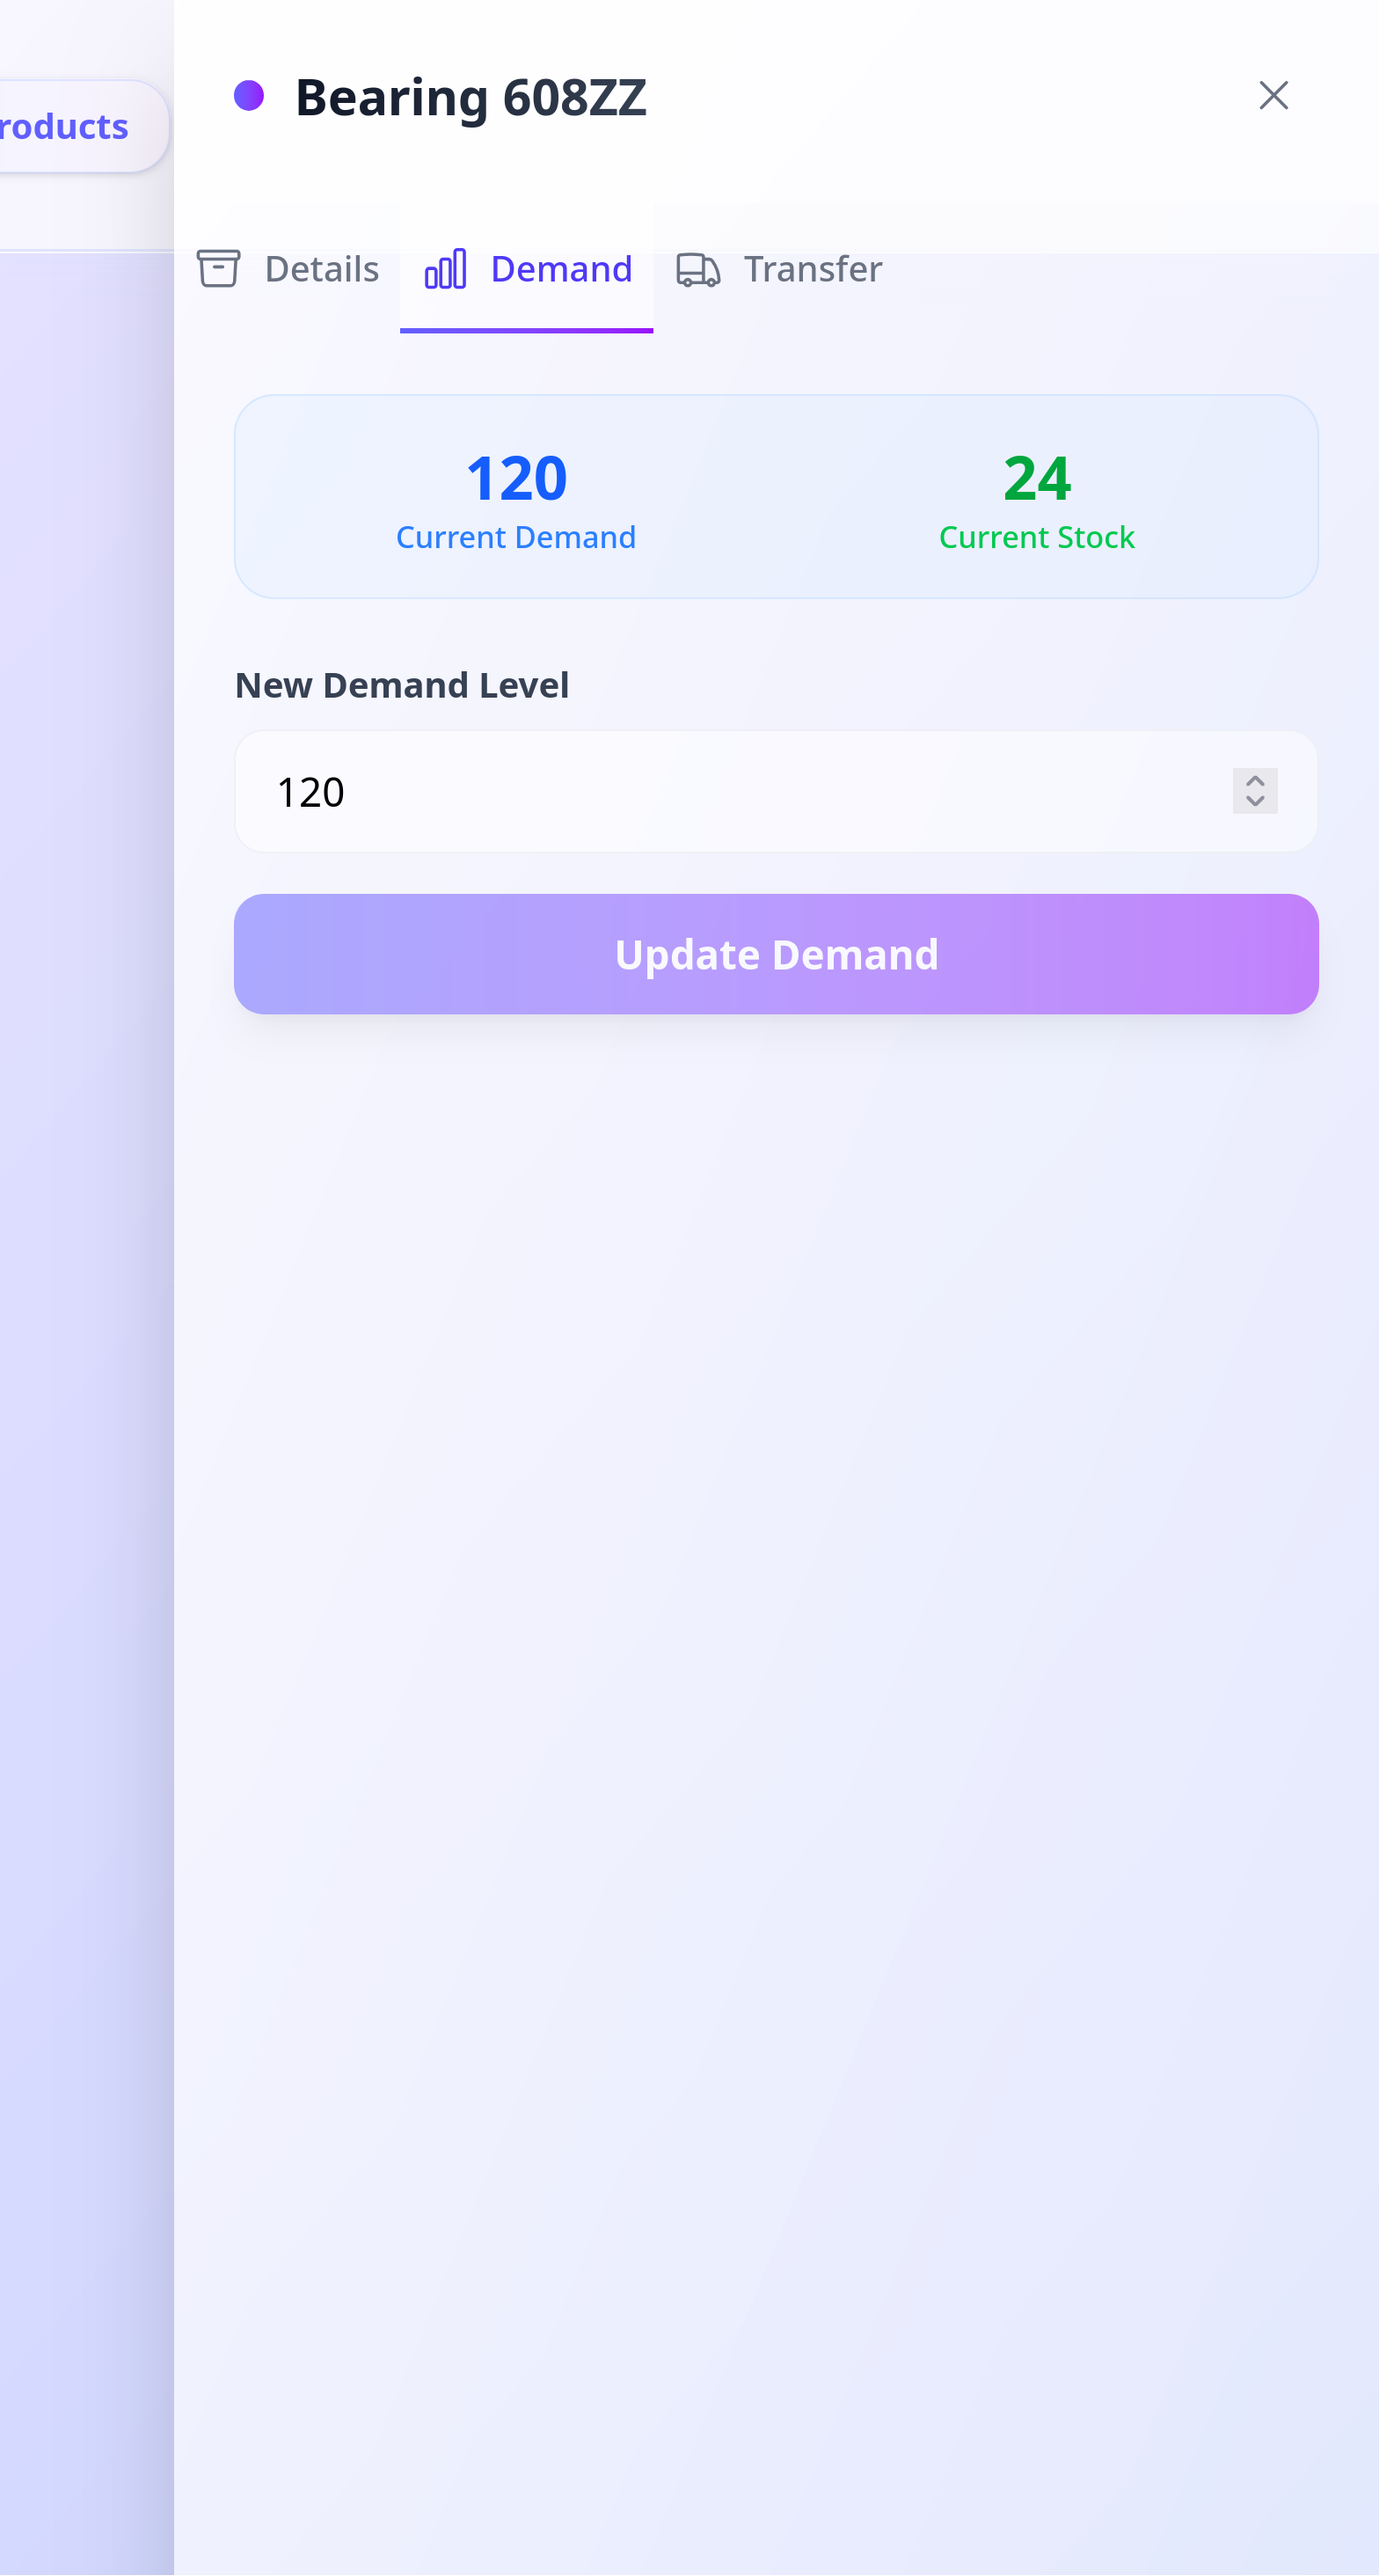 roducts
Bearing 608ZZ
Details Demand Transfer
120 24
Current Demand Current Stock
New Demand Level
120
Update Demand